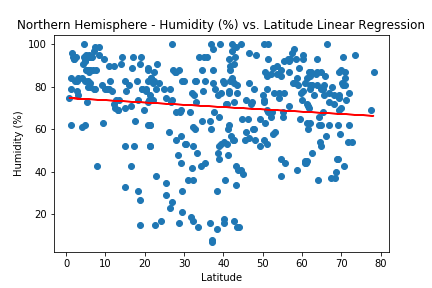 Northern Hemisphere - Humidity (%) vs. Latitude Linear Regression
100
80
60
40
20
Humidity (%)
0 10 20 30 40 50 60 70 80
Latitude